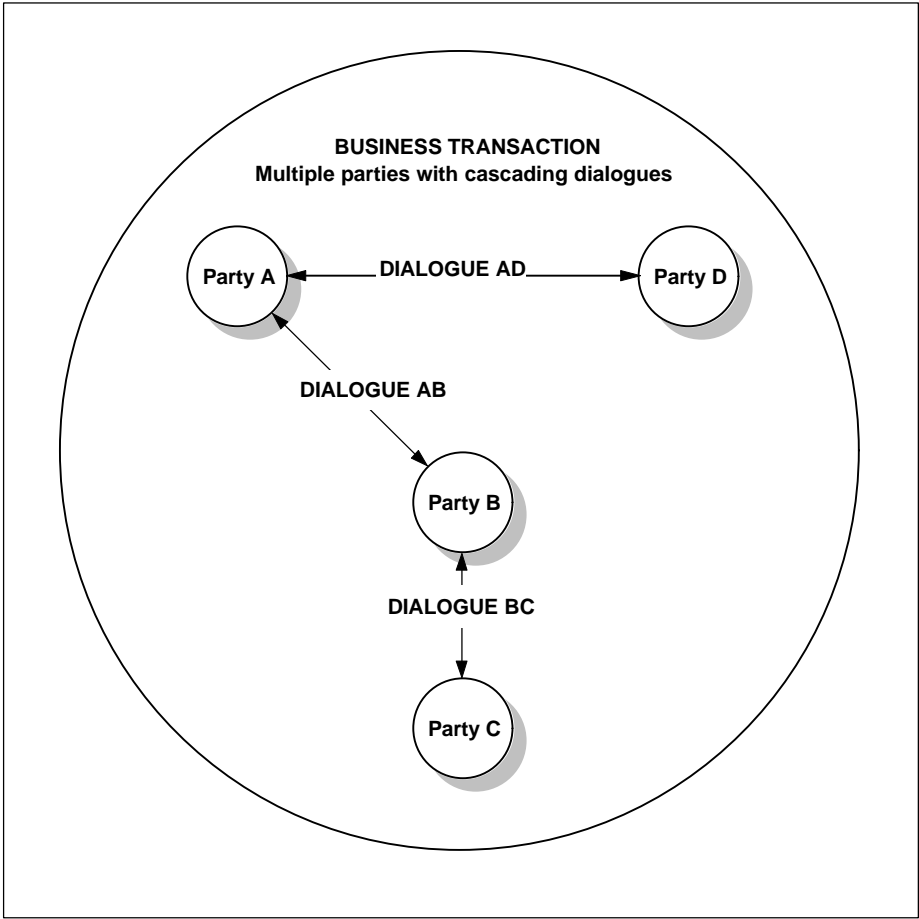 BUSINESS TRANSACTION
Multiple parties with cascading dialogues
Party A
DIALOGUE AD
Party D
DIALOGUE AB
Party B
DIALOGUE BC
Party C